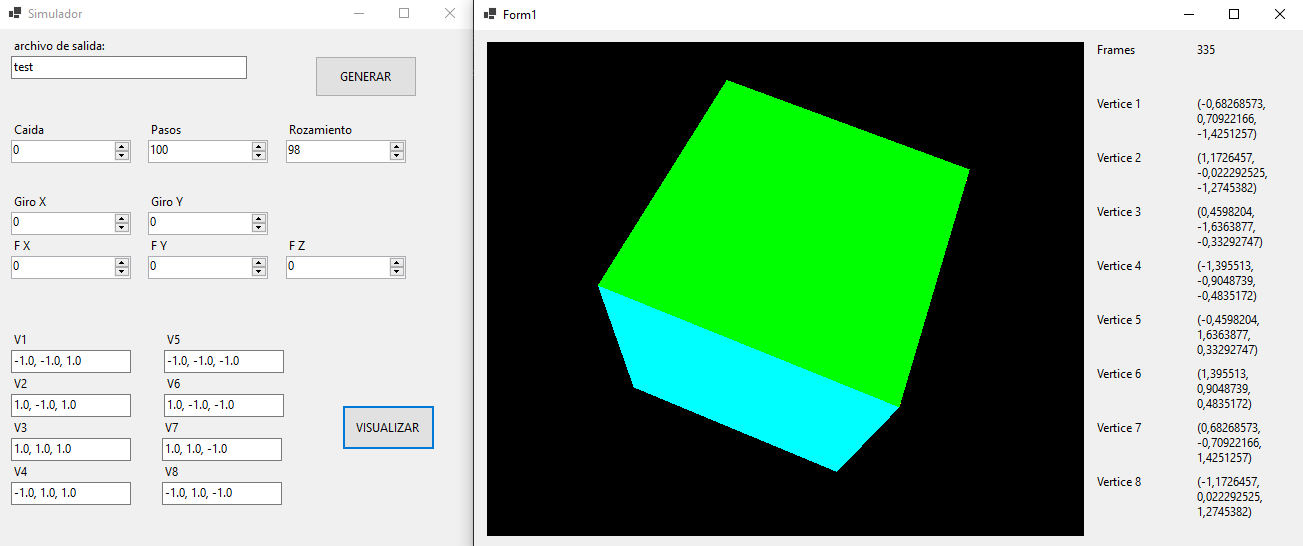 Simulador
archivo de salida:
test
GENERAR
Caida
Pasos
Rozamiento
0
100
98
Giro X
Giro Y
0
0
F X
F Y
F Z
0
0
0
V1
V5
-1.0, -1.0, 1.0
-1.0, -1.0, -1.0
V2
V6
1.0, -1.0, 1.0
1.0, -1.0, -1.0
V3
V7
1.0, 1.0, 1.0
1.0, 1.0, -1.0
VISUALIZAR
V4
V8
-1.0, 1.0, 1.0
-1.0, 1.0, -1.0
Form1
Frames
335
Vertice 1
(-0,68268573,
0,70922166,
-1,4251257)
Vertice 2
(1,1726457,
-0,022292525,
-1,2745382)
Vertice 3
(0,4598204,
-1,6363877,
-0,33292747)
Vertice 4
(-1,395513,
-0,9048739,
-0,4835172)
Vertice 5
(-0,4598204,
1,6363877,
0,33292747)
Vertice 6
(1,395513,
0,9048739,
0,4835172)
Vertice 7
(0,68268573,
-0,70922166,
1,4251257)
Vertice 8
(-1,1726457,
0,022292525,
1,2745382)